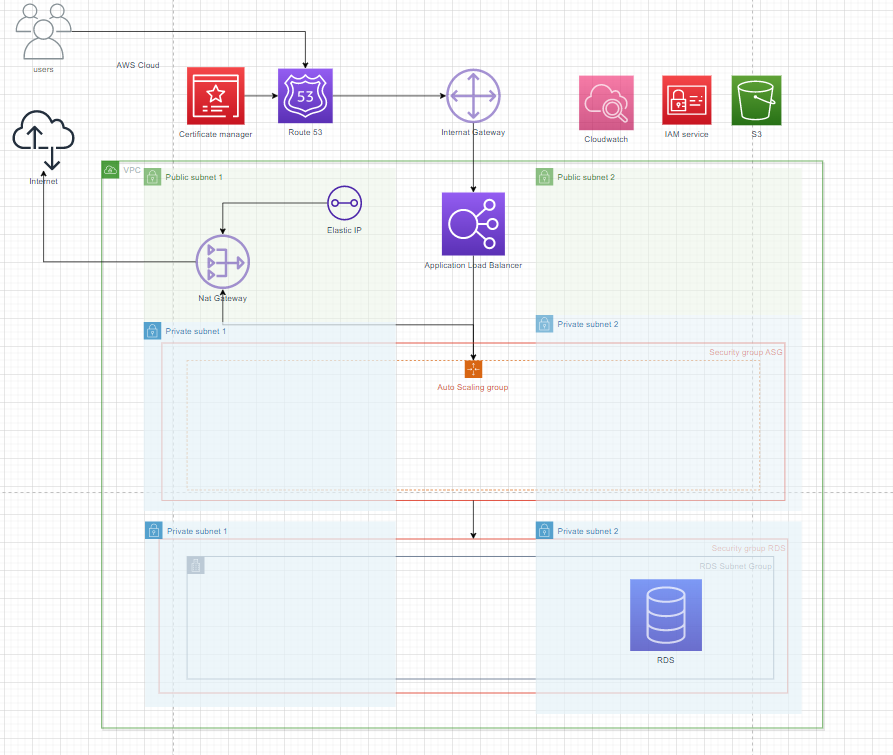 users
AWS Cloud
Certificate manager
53
Route 53
Internat Gateway
Cloudwatch
IAM service
S3
Internet
VPC
Public subnet 1
Public subnet 2
Elastic IP
Nat Gateway
Application Load Balancer
Private subnet 1
Private subnet 2
Security group ASG
Auto Scaling group
Private subnet 1
Private subnet 2
Security group RDS
RDS Subnet Group
RDS